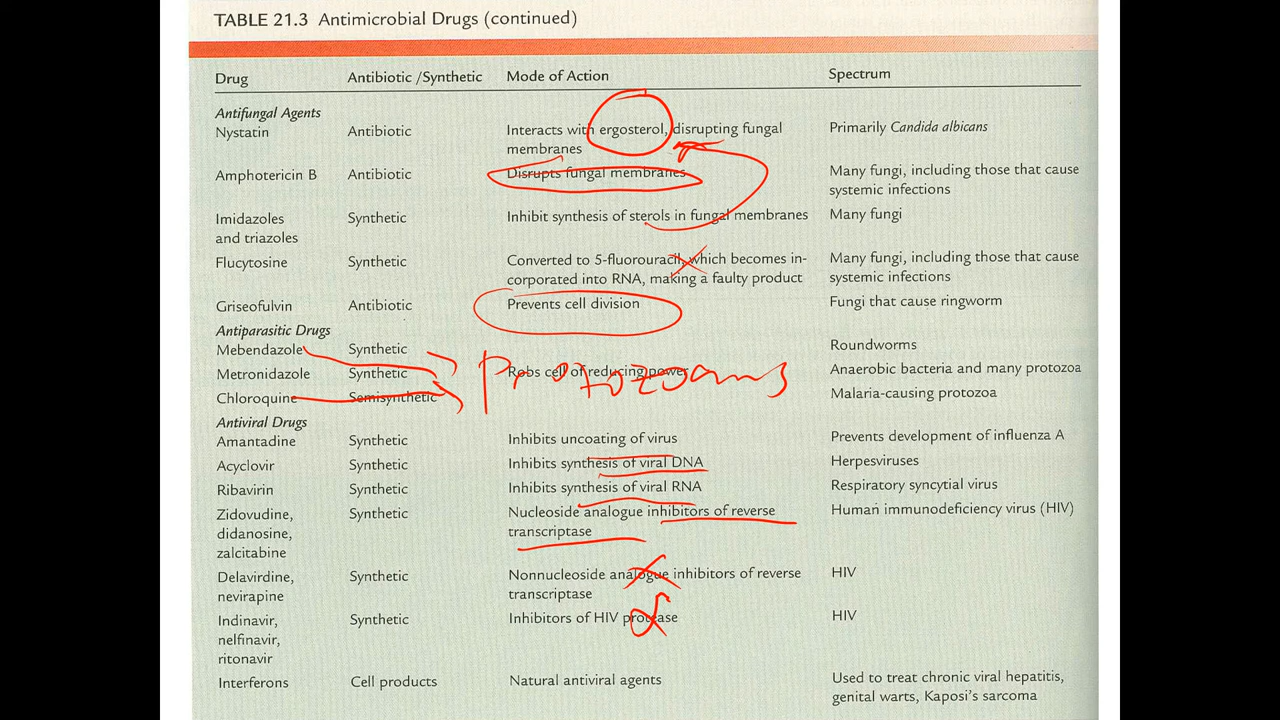 TABLE 21.3 Antimicrobial Drugs (continued)
Drug Antibiotic /Synthetic Mode of Action Spectrum
Antifungal Agents
Nystatin Antibiotic Interacts with ergosterol, disrupting fungal Primarily Candida albicans
membranes
Amphotericin B Antibiotic Disrupts fungal membranes Many fungi, including those that cause
systemic infections
Imidazoles Synthetic Inhibit synthesis of sterols in fungal membranes Many fungi
and triazoles
Flucytosine Synthetic Converted to 5-fluorouracil, which becomes in- Many fungi, including those that cause
corporated into RNA, making a faulty product systemic infections
Griseofulvin Antibiotic Prevents cell division Fungi that cause ringworm
Antiparasitic Drugs
Mebendazole Synthetic Roundworms
Metronidazole Synthetic Robs cell of reducing power Anaerobic bacteria and many protozoa
Protozoans
Chloroquine Semisynthetic Malaria-causing protozoa
Antiviral Drugs
Amantadine Synthetic Inhibits uncoating of virus Prevents development of influenza A
Acyclovir Synthetic Inhibits synthesis of viral DNA Herpesviruses
Ribavirin Synthetic Inhibits synthesis of viral RNA Respiratory syncytial virus
Zidovudine, Synthetic Nucleoside analogue inhibitors of reverse Human immunodeficiency virus (HIV)
didanosine, transcriptase
zalcitabine
Delavirdine, Synthetic Nonnucleoside analogue inhibitors of reverse HIV
nevirapine transcriptase
Indinavir, Synthetic Inhibitors of HIV protease HIV
nelfinavir,
ritonavir
Interferons Cell products Natural antiviral agents Used to treat chronic viral hepatitis,
genital warts, Kaposi's sarcoma